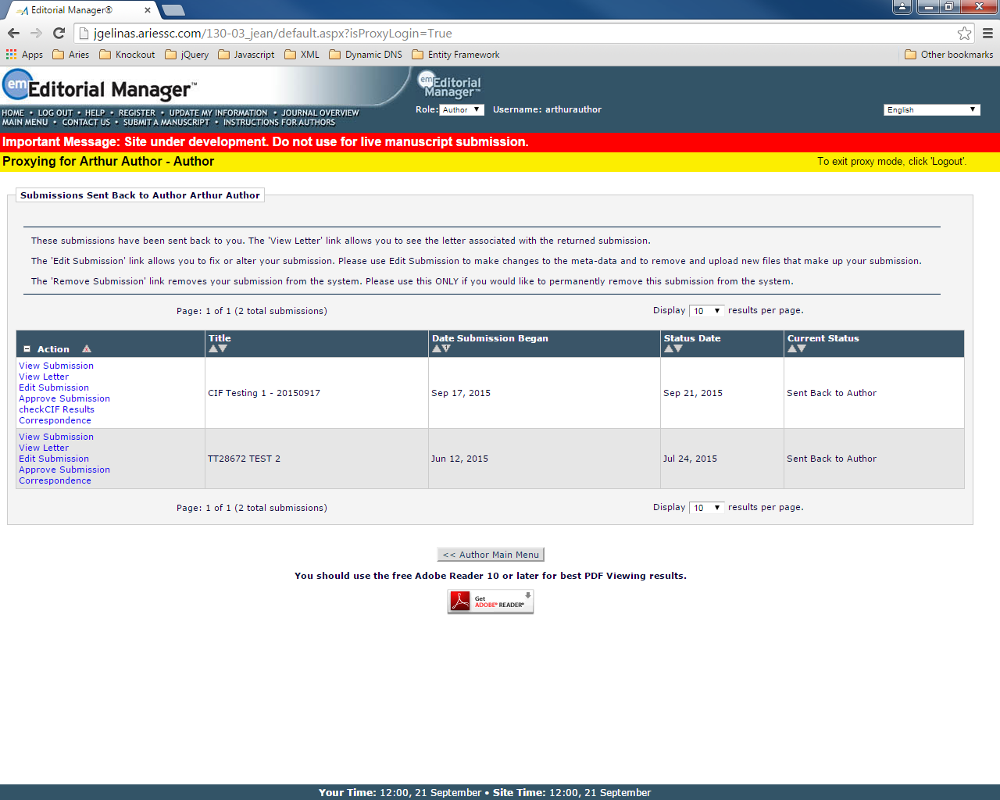 Editorial Manager®
jgelinas.ariessc.com/130-03_jean/default.aspx?isProxyLogin=True
Apps Aries Knockout jQuery Javascript XML Dynamic DNS Entity Framework Other bookmarks
em Editorial Manager™
em Editorial Manager™
HOME • LOG OUT • HELP • REGISTER • UPDATE MY INFORMATION • JOURNAL OVERVIEW
MAIN MENU • CONTACT US • SUBMIT A MANUSCRIPT • INSTRUCTIONS FOR AUTHORS
Role: Author Username: arthurauthor English
Important Message: Site under development. Do not use for live manuscript submission.
Proxying for Arthur Author - Author To exit proxy mode, click 'Logout'.
Submissions Sent Back to Author Arthur Author
These submissions have been sent back to you. The 'View Letter' link allows you to see the letter associated with the returned submission.
The 'Edit Submission' link allows you to fix or alter your submission. Please use Edit Submission to make changes to the meta-data and to remove and upload new files that make up your submission.
The 'Remove Submission' link removes your submission from the system. Please use this ONLY if you would like to permanently remove this submission from the system.
Page: 1 of 1 (2 total submissions) Display 10 results per page.
Action Title Date Submission Began Status Date Current Status
View Submission
View Letter
Edit Submission
Approve Submission
checkCIF Results
Correspondence
CIF Testing 1 - 20150917 Sep 17, 2015 Sep 21, 2015 Sent Back to Author
View Submission
View Letter
Edit Submission
Approve Submission
Correspondence
TT28672 TEST 2 Jun 12, 2015 Jul 24, 2015 Sent Back to Author
Page: 1 of 1 (2 total submissions) Display 10 results per page.
<< Author Main Menu
You should use the free Adobe Reader 10 or later for best PDF Viewing results.
Get
ADOBE® READER®
Your Time: 12:00, 21 September • Site Time: 12:00, 21 September